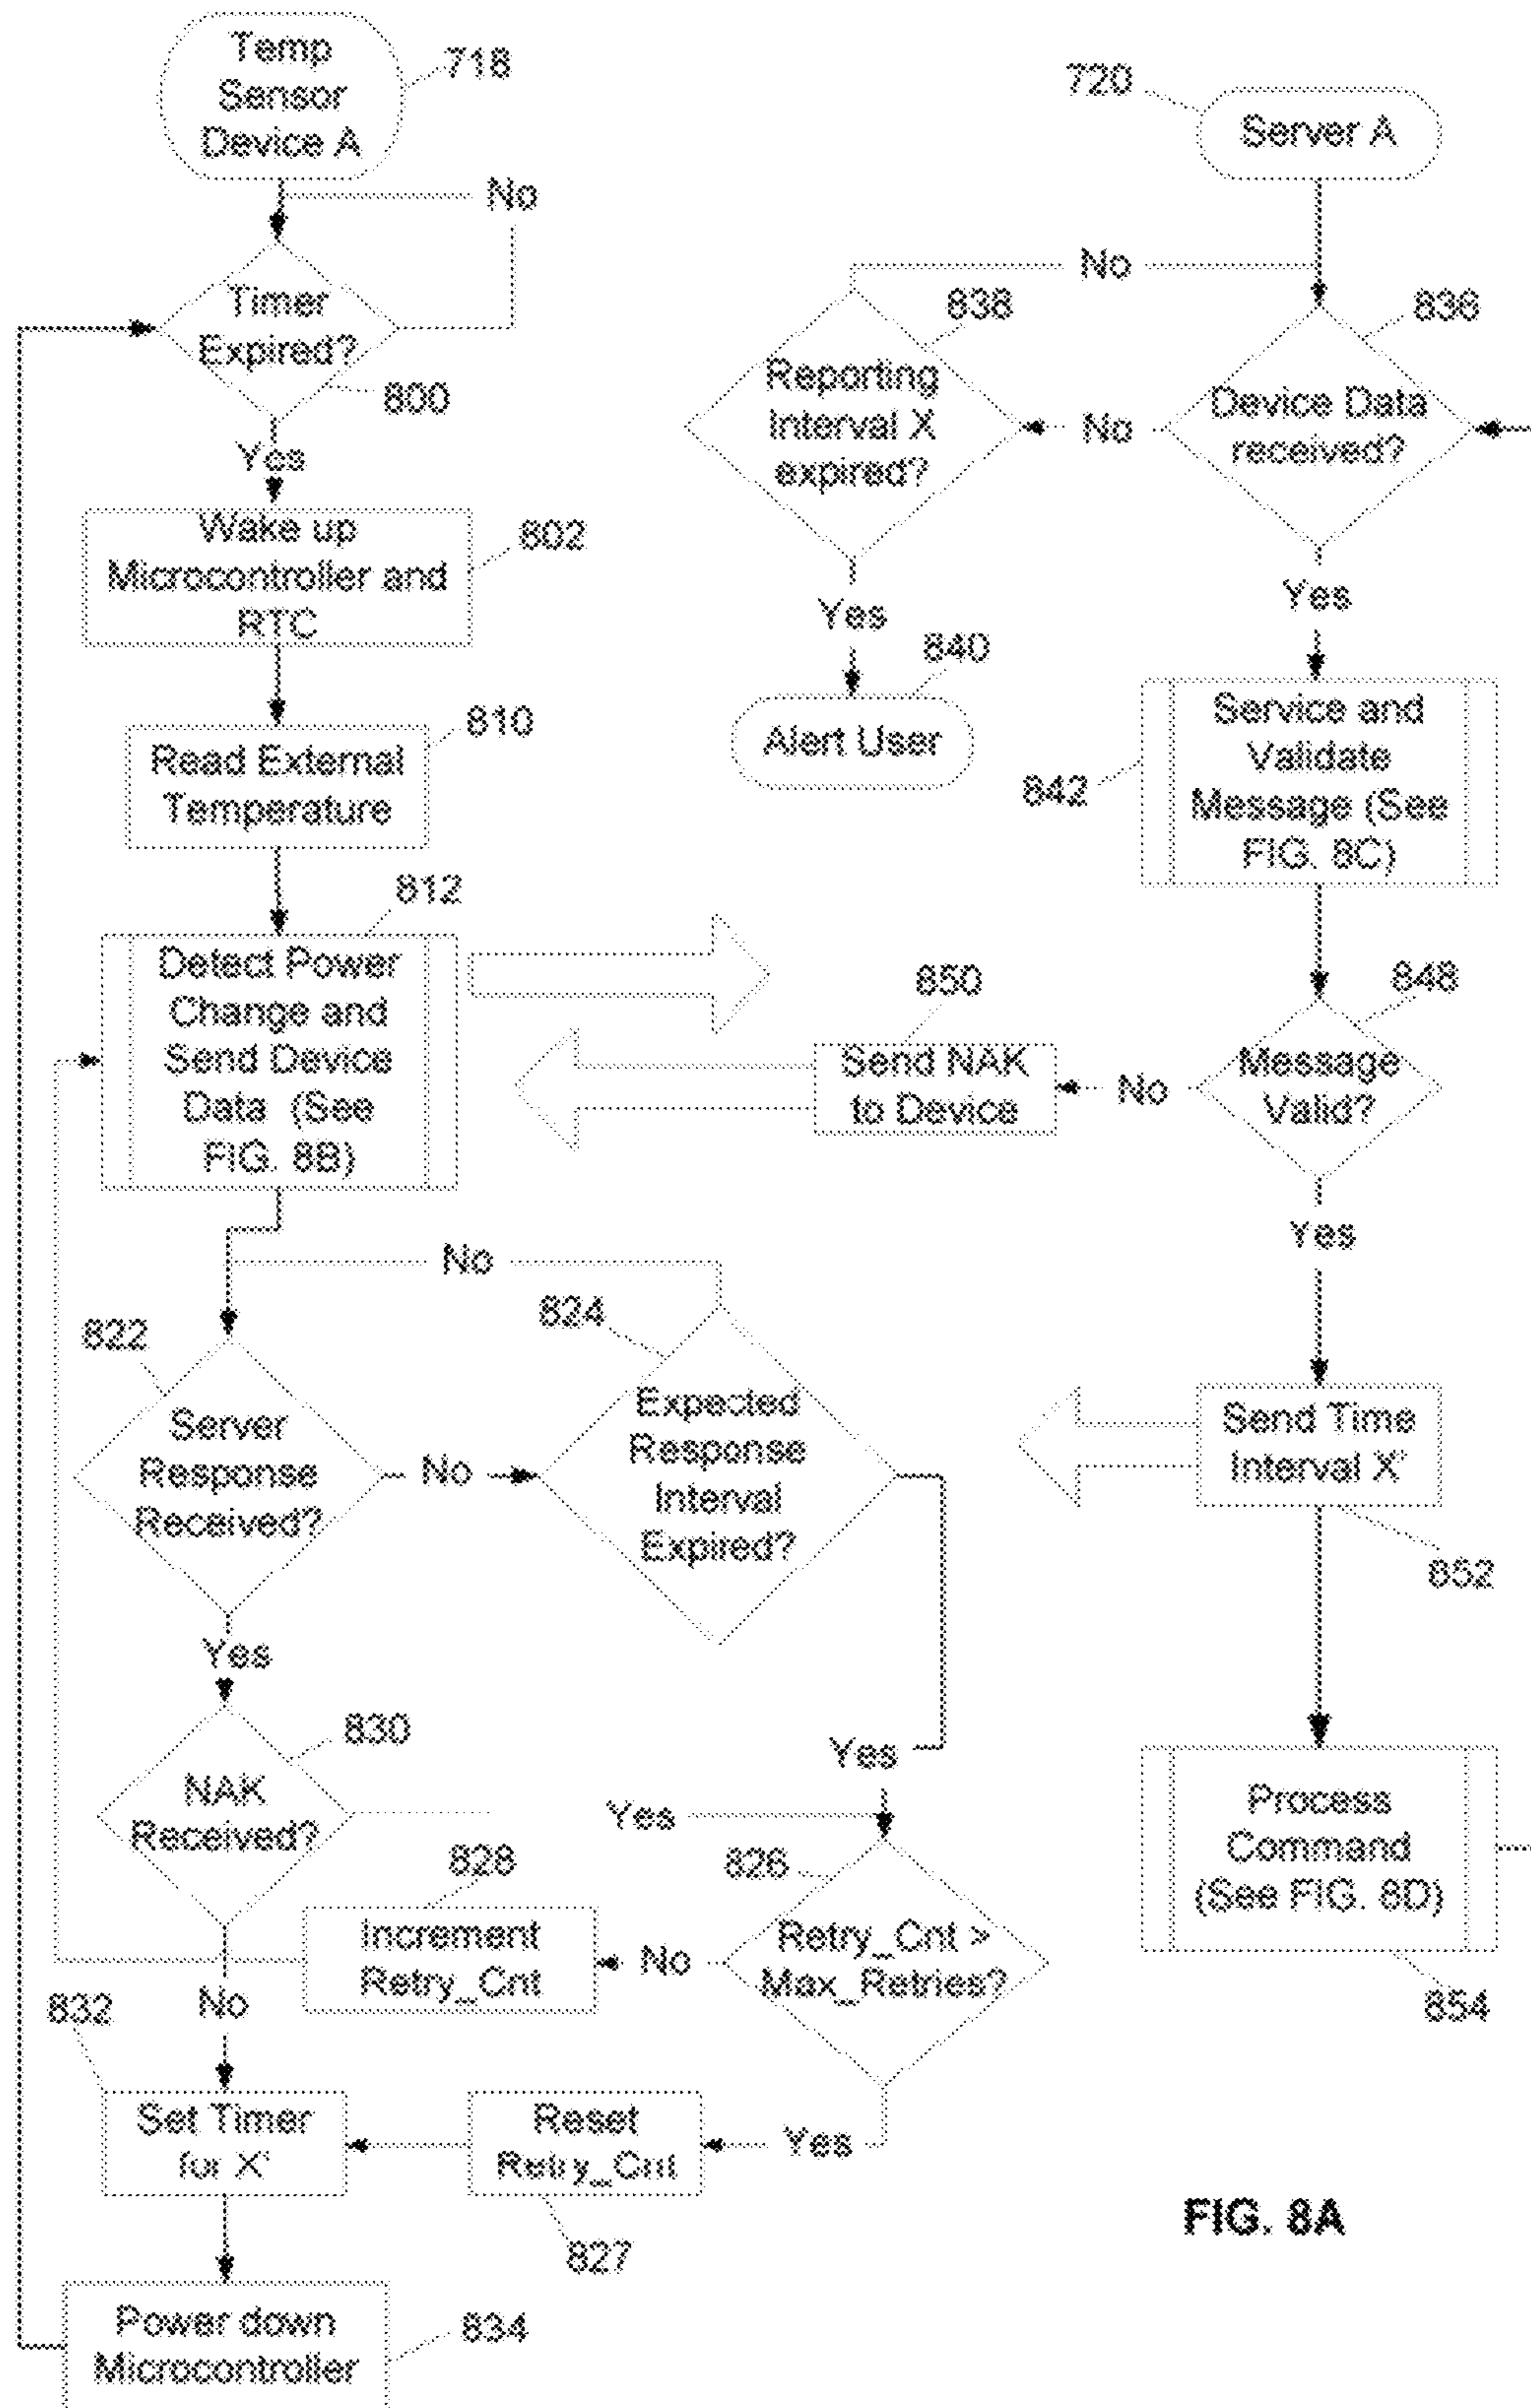 Temp
Sensor
Device A
718
No
Timer
Expired?
800
Yes
Wake up
Microcontroller and
RTC
802
Read External
Temperature
810
812
Detect Power
Change and
Send Device
Data (See
FIG. 8B)
No
822
Server
Response
Received?
No
824
Expected
Response
Interval
Expired?
Yes
Yes
830
NAK
Received?
Yes
826
Retry_Cnt >
Max_Retries?
No
828
Increment
Retry_Cnt
No
832
Set Timer
for X'
Reset
Retry_Cnt
827
Yes
Power down
Microcontroller
834
720
Server A
No
838
Reporting
Interval X
expired?
No
836
Device Data
received?
Yes
840
Alert User
Yes
842
Service and
Validate
Message (See
FIG. 8C)
848
Message
Valid?
No
850
Send NAK
to Device
Yes
Send Time
Interval X'
852
Process
Command
(See FIG. 8D)
854
FIG. 8A